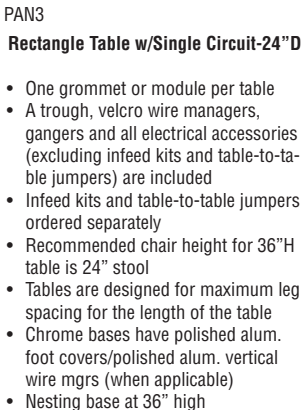 PAN3
Rectangle Table w/Single Circuit-24”D
• One grommet or module per table
• A trough, velcro wire managers,
gangers and all electrical accessories
(excluding infeed kits and table-to-ta-
ble jumpers) are included
• Infeed kits and table-to-table jumpers
ordered separately
• Recommended chair height for 36”H
table is 24” stool
• Tables are designed for maximum leg
spacing for the length of the table
• Chrome bases have polished alum.
foot covers/polished alum. vertical
wire mgrs (when applicable)
• Nesting base at 36” high